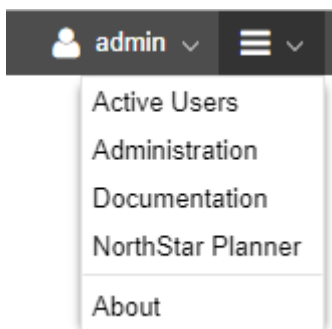 admin
Active Users
Administration
Documentation
NorthStar Planner
About